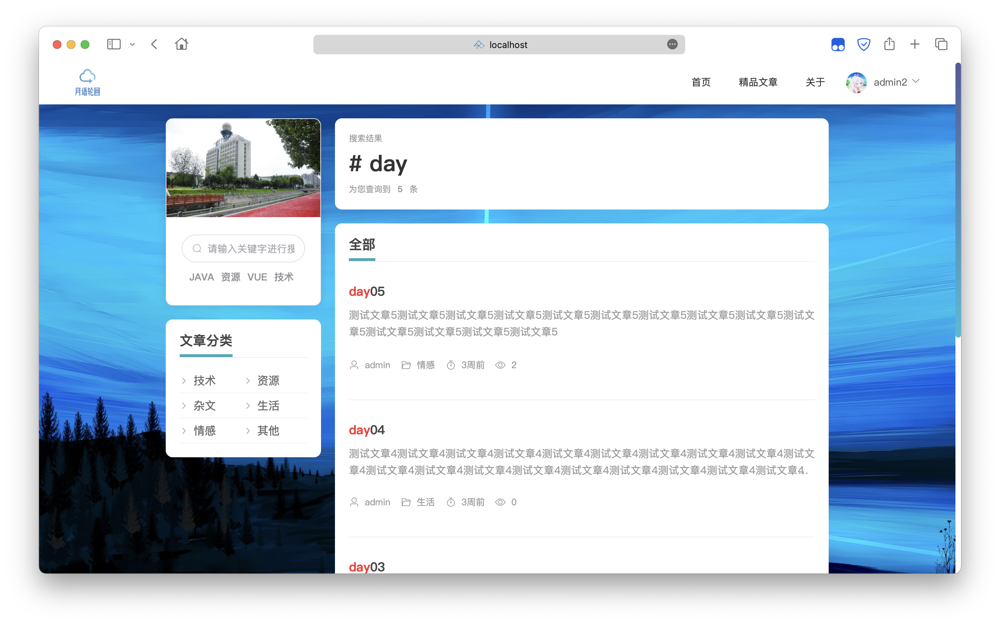 localhost
月语轮回
首页 精品文章 关于 admin2
搜索结果
# day
为您查询到 5 条
请输入关键字进行搜
JAVA 资源 VUE 技术
文章分类
技术 资源
杂文 生活
情感 其他
全部
day05
测试文章5测试文章5测试文章5测试文章5测试文章5测试文章5测试文章5测试文章5测试文章5测试文
章5测试文章5测试文章5测试文章5测试文章5
admin 情感 3周前 2
day04
测试文章4测试文章4测试文章4测试文章4测试文章4测试文章4测试文章4测试文章4测试文章4测试文
章4测试文章4测试文章4测试文章4测试文章4测试文章4测试文章4测试文章4测试文章4测试文章4..
admin 生活 3周前 0
day03